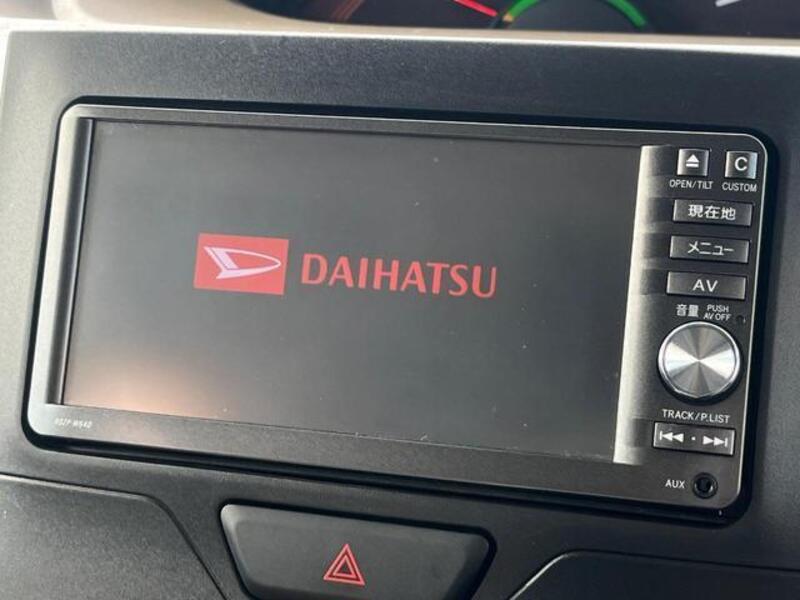 DAIHATSU
OPEN/TILT
C
CUSTOM
現在地
メニュー
AV
音量 PUSH
AV OFF
TRACK/P.LIST
AUX